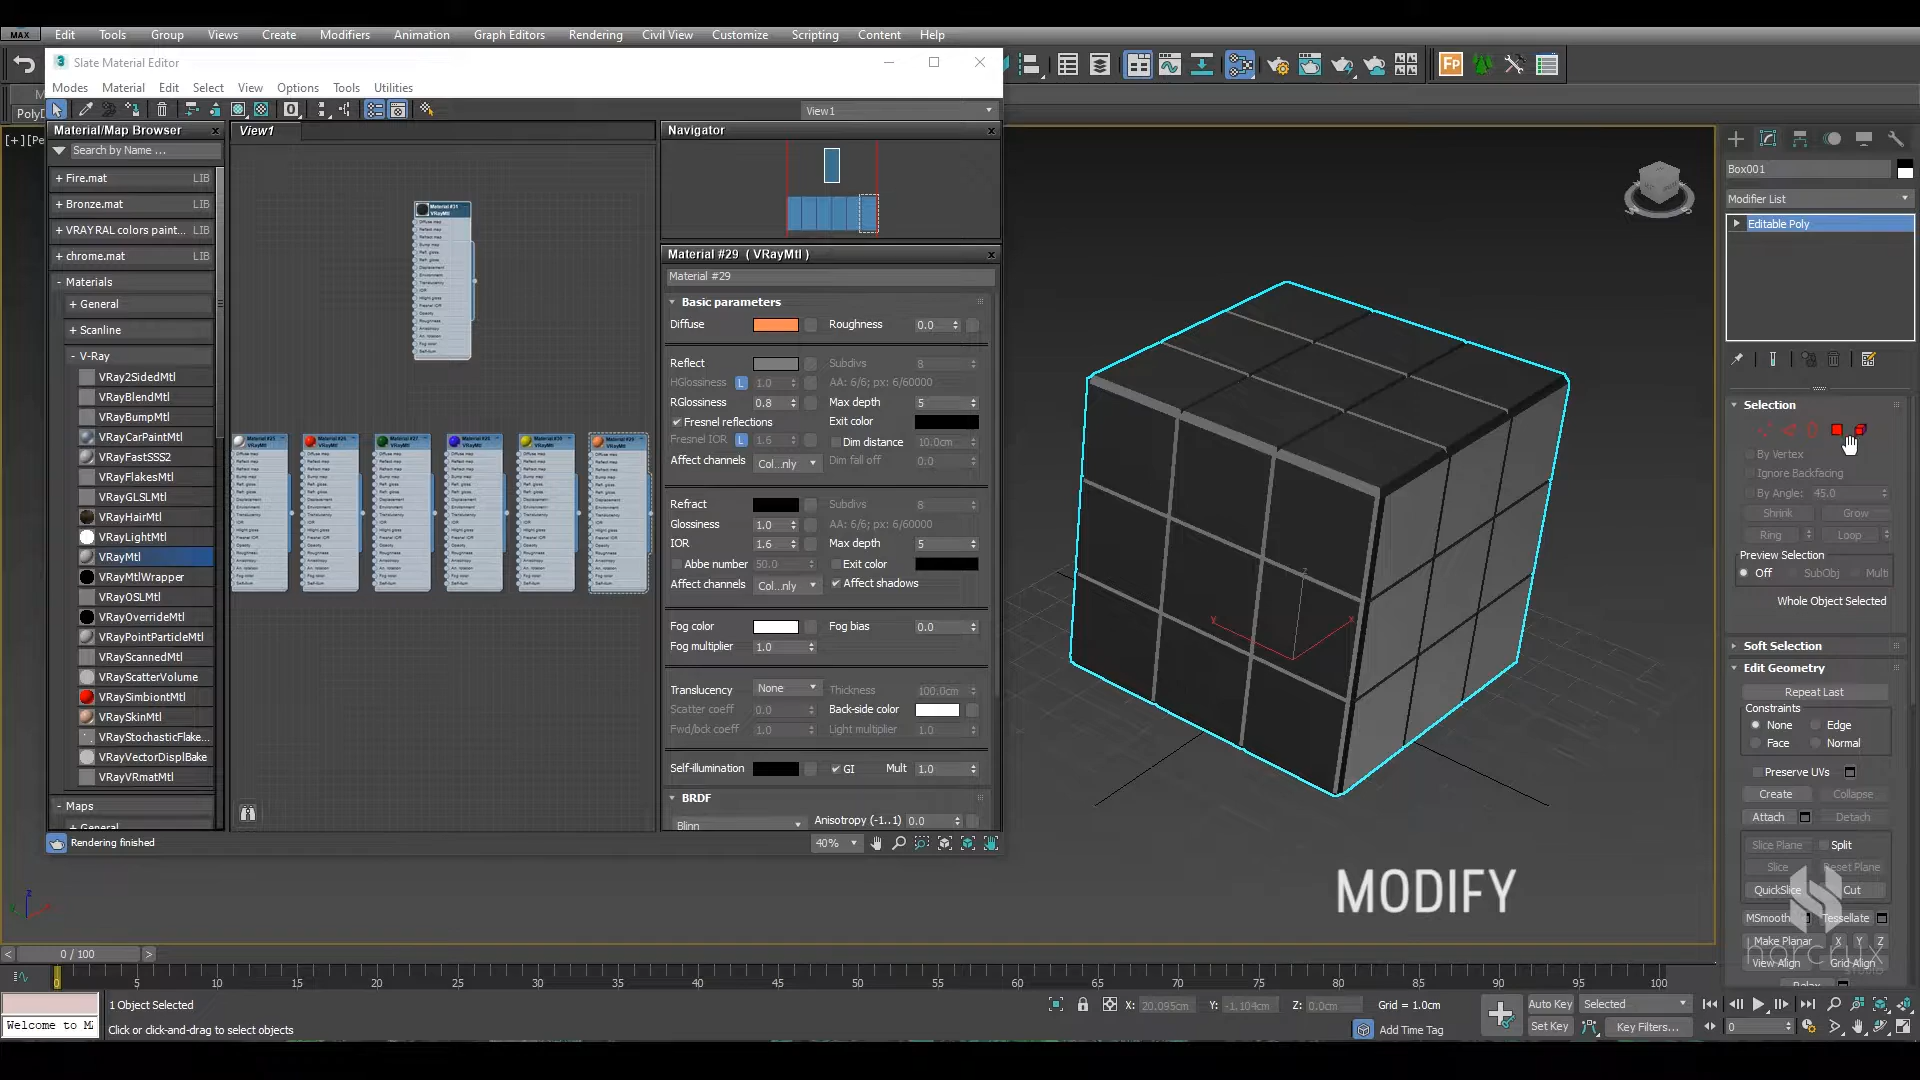 MAX Edit Tools Group Views Create Modifiers Animation Graph Editors Rendering Civil View Customize Scripting Content Help
3 Slate Material Editor
Modes Material Edit Select View Options Tools Utilities
View1
Material/Map Browser
View1
Navigator
Search by Name ...
+ Fire.mat LIB
+ Bronze.mat LIB
+ VRAY RAL colors paint... LIB
+ chrome.mat LIB
- Materials
+ General
+ Scanline
- V-Ray
VRay2SidedMtl
VRayBlendMtl
VRayBumpMtl
VRayCarPaintMtl
VRayFastSSS2
VRayFlakesMtl
VRayGLSLMtl
VRayHairMtl
VRayLightMtl
VRayMtl
VRayMtlWrapper
VRayOSLMtl
VRayOverrideMtl
VRayPointParticleMtl
VRayScannedMtl
VRayScatterVolume
VRaySimbiontMtl
VRaySkinMtl
VRayStochasticFlake...
VRayVectorDisplBake
VRayVRmatMtl
- Maps
Material #31
VRayMtl
Material #29 ( VRayMtl )
Material #29
Basic parameters
Diffuse Roughness 0.0
Reflect Subdivs 8
HGlossiness L 1.0 AA: 6/6; px: 6/60000
RGlossiness 0.8 Max depth 5
Fresnel reflections Exit color
Fresnel IOR L 1.6 Dim distance 10.0cm
Affect channels Col...nly Dim fall off 0.0
Refract Subdivs 8
Glossiness 1.0 AA: 6/6; px: 6/60000
IOR 1.6 Max depth 5
Abbe number 50.0 Exit color
Affect channels Col...nly Affect shadows
Fog color Fog bias 0.0
Fog multiplier 1.0
Translucency None Thickness 100.0cm
Scatter coeff 0.0 Back-side color
Fwd/bck coeff 1.0 Light multiplier 1.0
Self-illumination GI Mult 1.0
BRDF
Blinn Anisotropy (-1..1) 0.0
Rendering finished
40%
Box001
Modifier List
Editable Poly
Selection
By Vertex
Ignore Backfacing
By Angle: 45.0
Shrink Grow
Ring Loop
Preview Selection
Off SubObj Multi
Whole Object Selected
Soft Selection
Edit Geometry
Repeat Last
Constraints
None Edge
Face Normal
Preserve UVs
Create Collapse
Attach Detach
Slice Plane Split
Slice Reset Plane
QuickSlice Cut
MSmooth Tessellate
Make Planar X Y Z
View Align Grid Align
MODIFY
horcrux
STUDIO
< 0 / 100 >
0 5 10 15 20 25 30 35 40 45 50 55 60 65 70 75 80 85 90 95 100
1 Object Selected
Click or click-and-drag to select objects
Welcome to M
X: 20.095cm Y: -1.104cm Z: 0.0cm Grid = 1.0cm
Add Time Tag
Auto Key Selected
Set Key Key Filters...
0